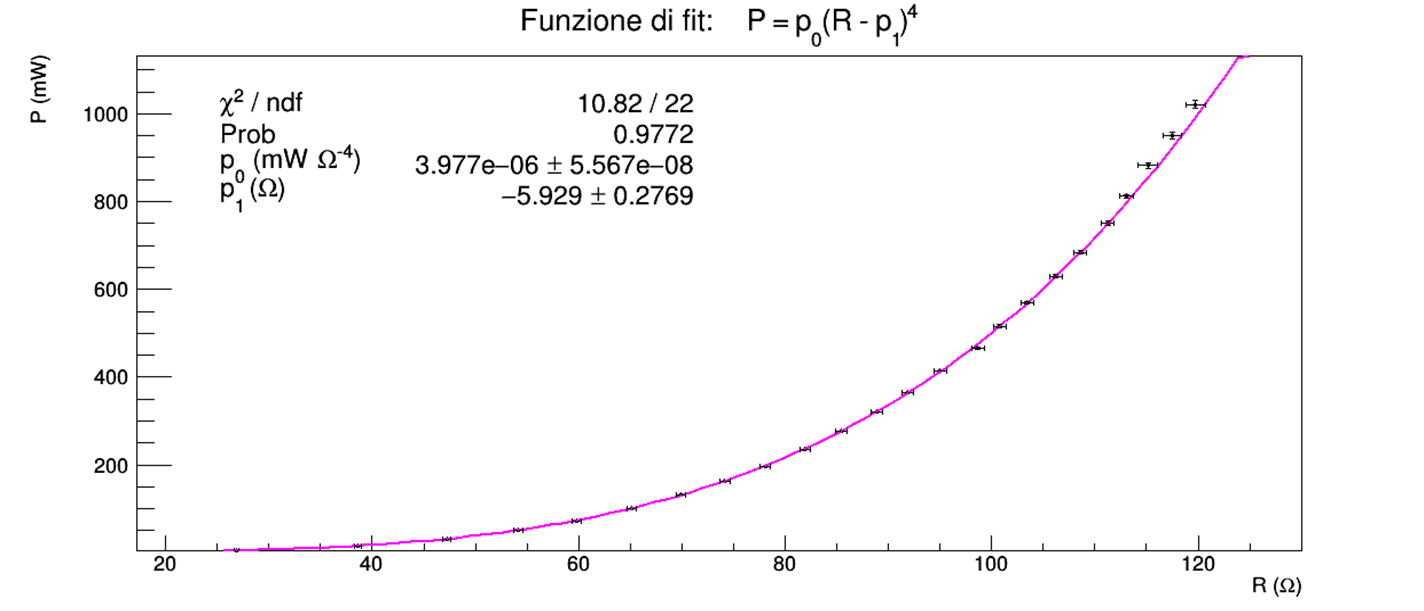 Funzione di fit: P = p₀(R - p₁)⁴
P (mW)
χ² / ndf 10.82 / 22
Prob 0.9772
p₀ (mW Ω⁻⁴) 3.977e−06 ± 5.567e−08
p₁ (Ω) −5.929 ± 0.2769
1000
800
600
400
200
20 40 60 80 100 120
R (Ω)